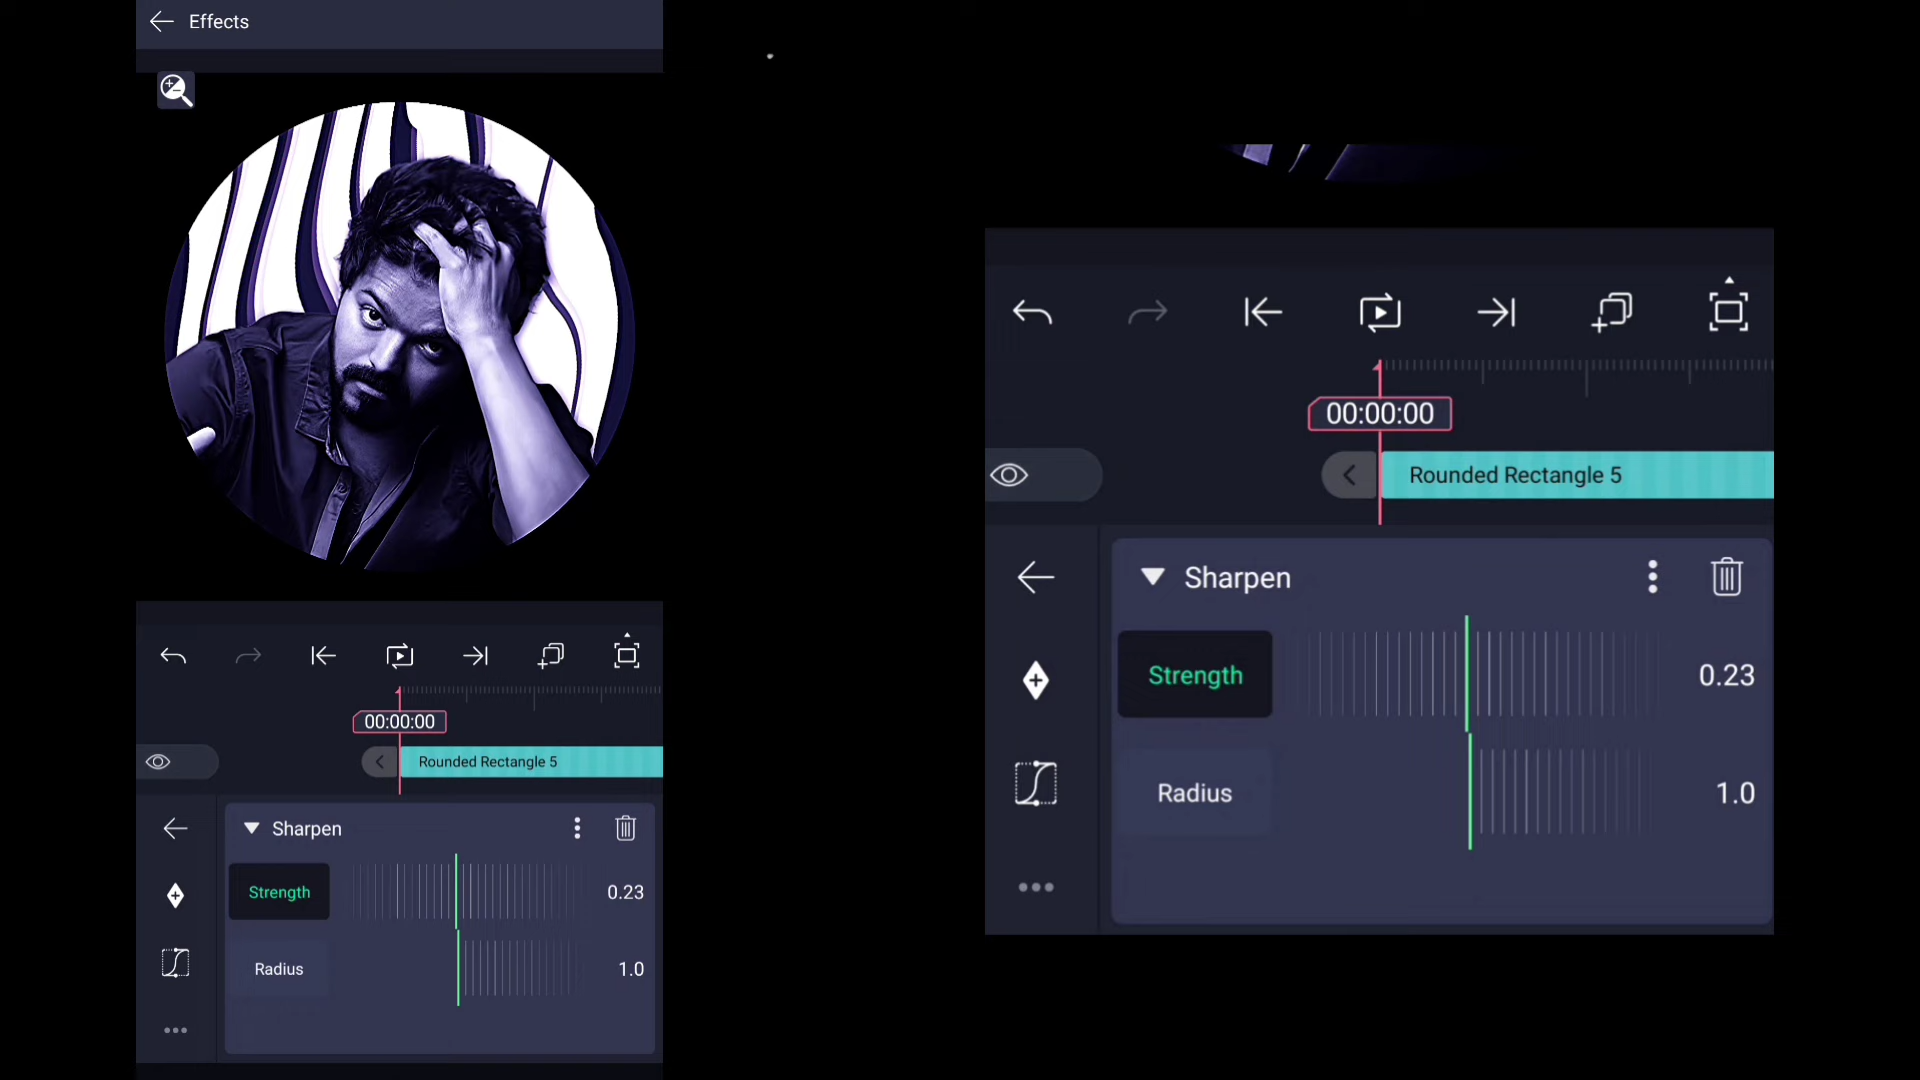 Effects
00:00:00
Rounded Rectangle 5
Sharpen
Strength 0.23
Radius 1.0
00:00:00
Rounded Rectangle 5
Sharpen
Strength 0.23
Radius 1.0